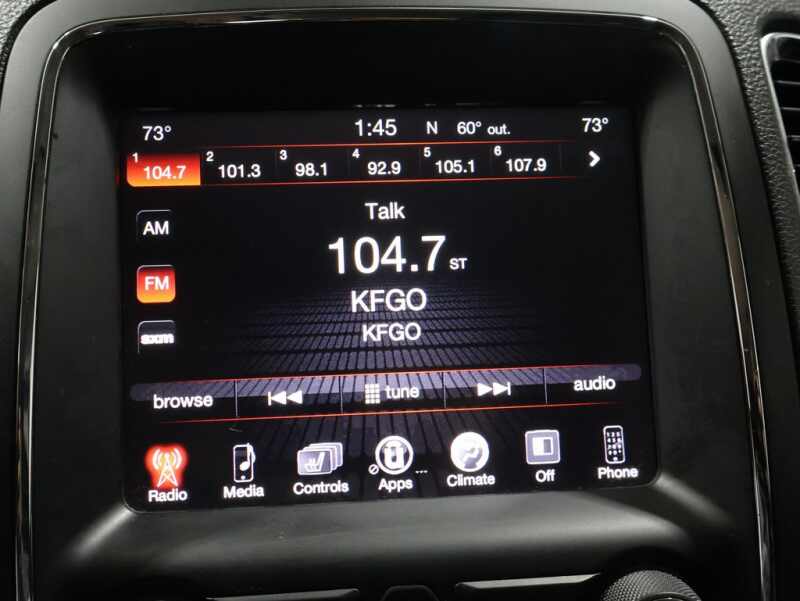 73° 1:45 N 60° out. 73°
1 104.7 2 101.3 3 98.1 4 92.9 5 105.1 6 107.9
Talk
AM
104.7 ST
FM
KFGO
KFGO
sxm
browse tune audio
Radio Media Controls Apps ... Climate Off Phone